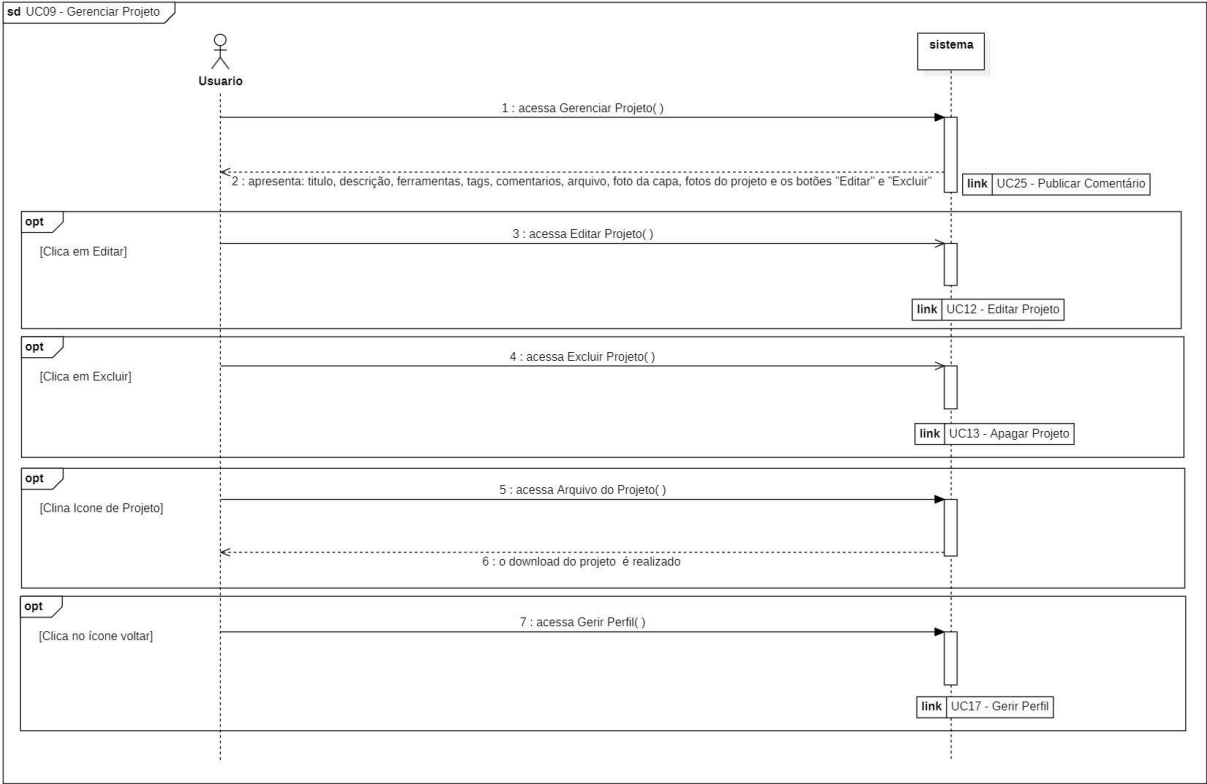 sd UC09 - Gerenciar Projeto
sistema
Usuario
1 : acessa Gerenciar Projeto( )
2 : apresenta: titulo, descrição, ferramentas, tags, comentarios, arquivo, foto da capa, fotos do projeto e os botões "Editar" e "Excluir"
link UC25 - Publicar Comentário
opt
3 : acessa Editar Projeto( )
[Clica em Editar]
link UC12 - Editar Projeto
opt
4 : acessa Excluir Projeto( )
[Clica em Excluir]
link UC13 - Apagar Projeto
opt
5 : acessa Arquivo do Projeto( )
[Clina Icone de Projeto]
6 : o download do projeto  é realizado
opt
7 : acessa Gerir Perfil( )
[Clica no ícone voltar]
link UC17 - Gerir Perfil